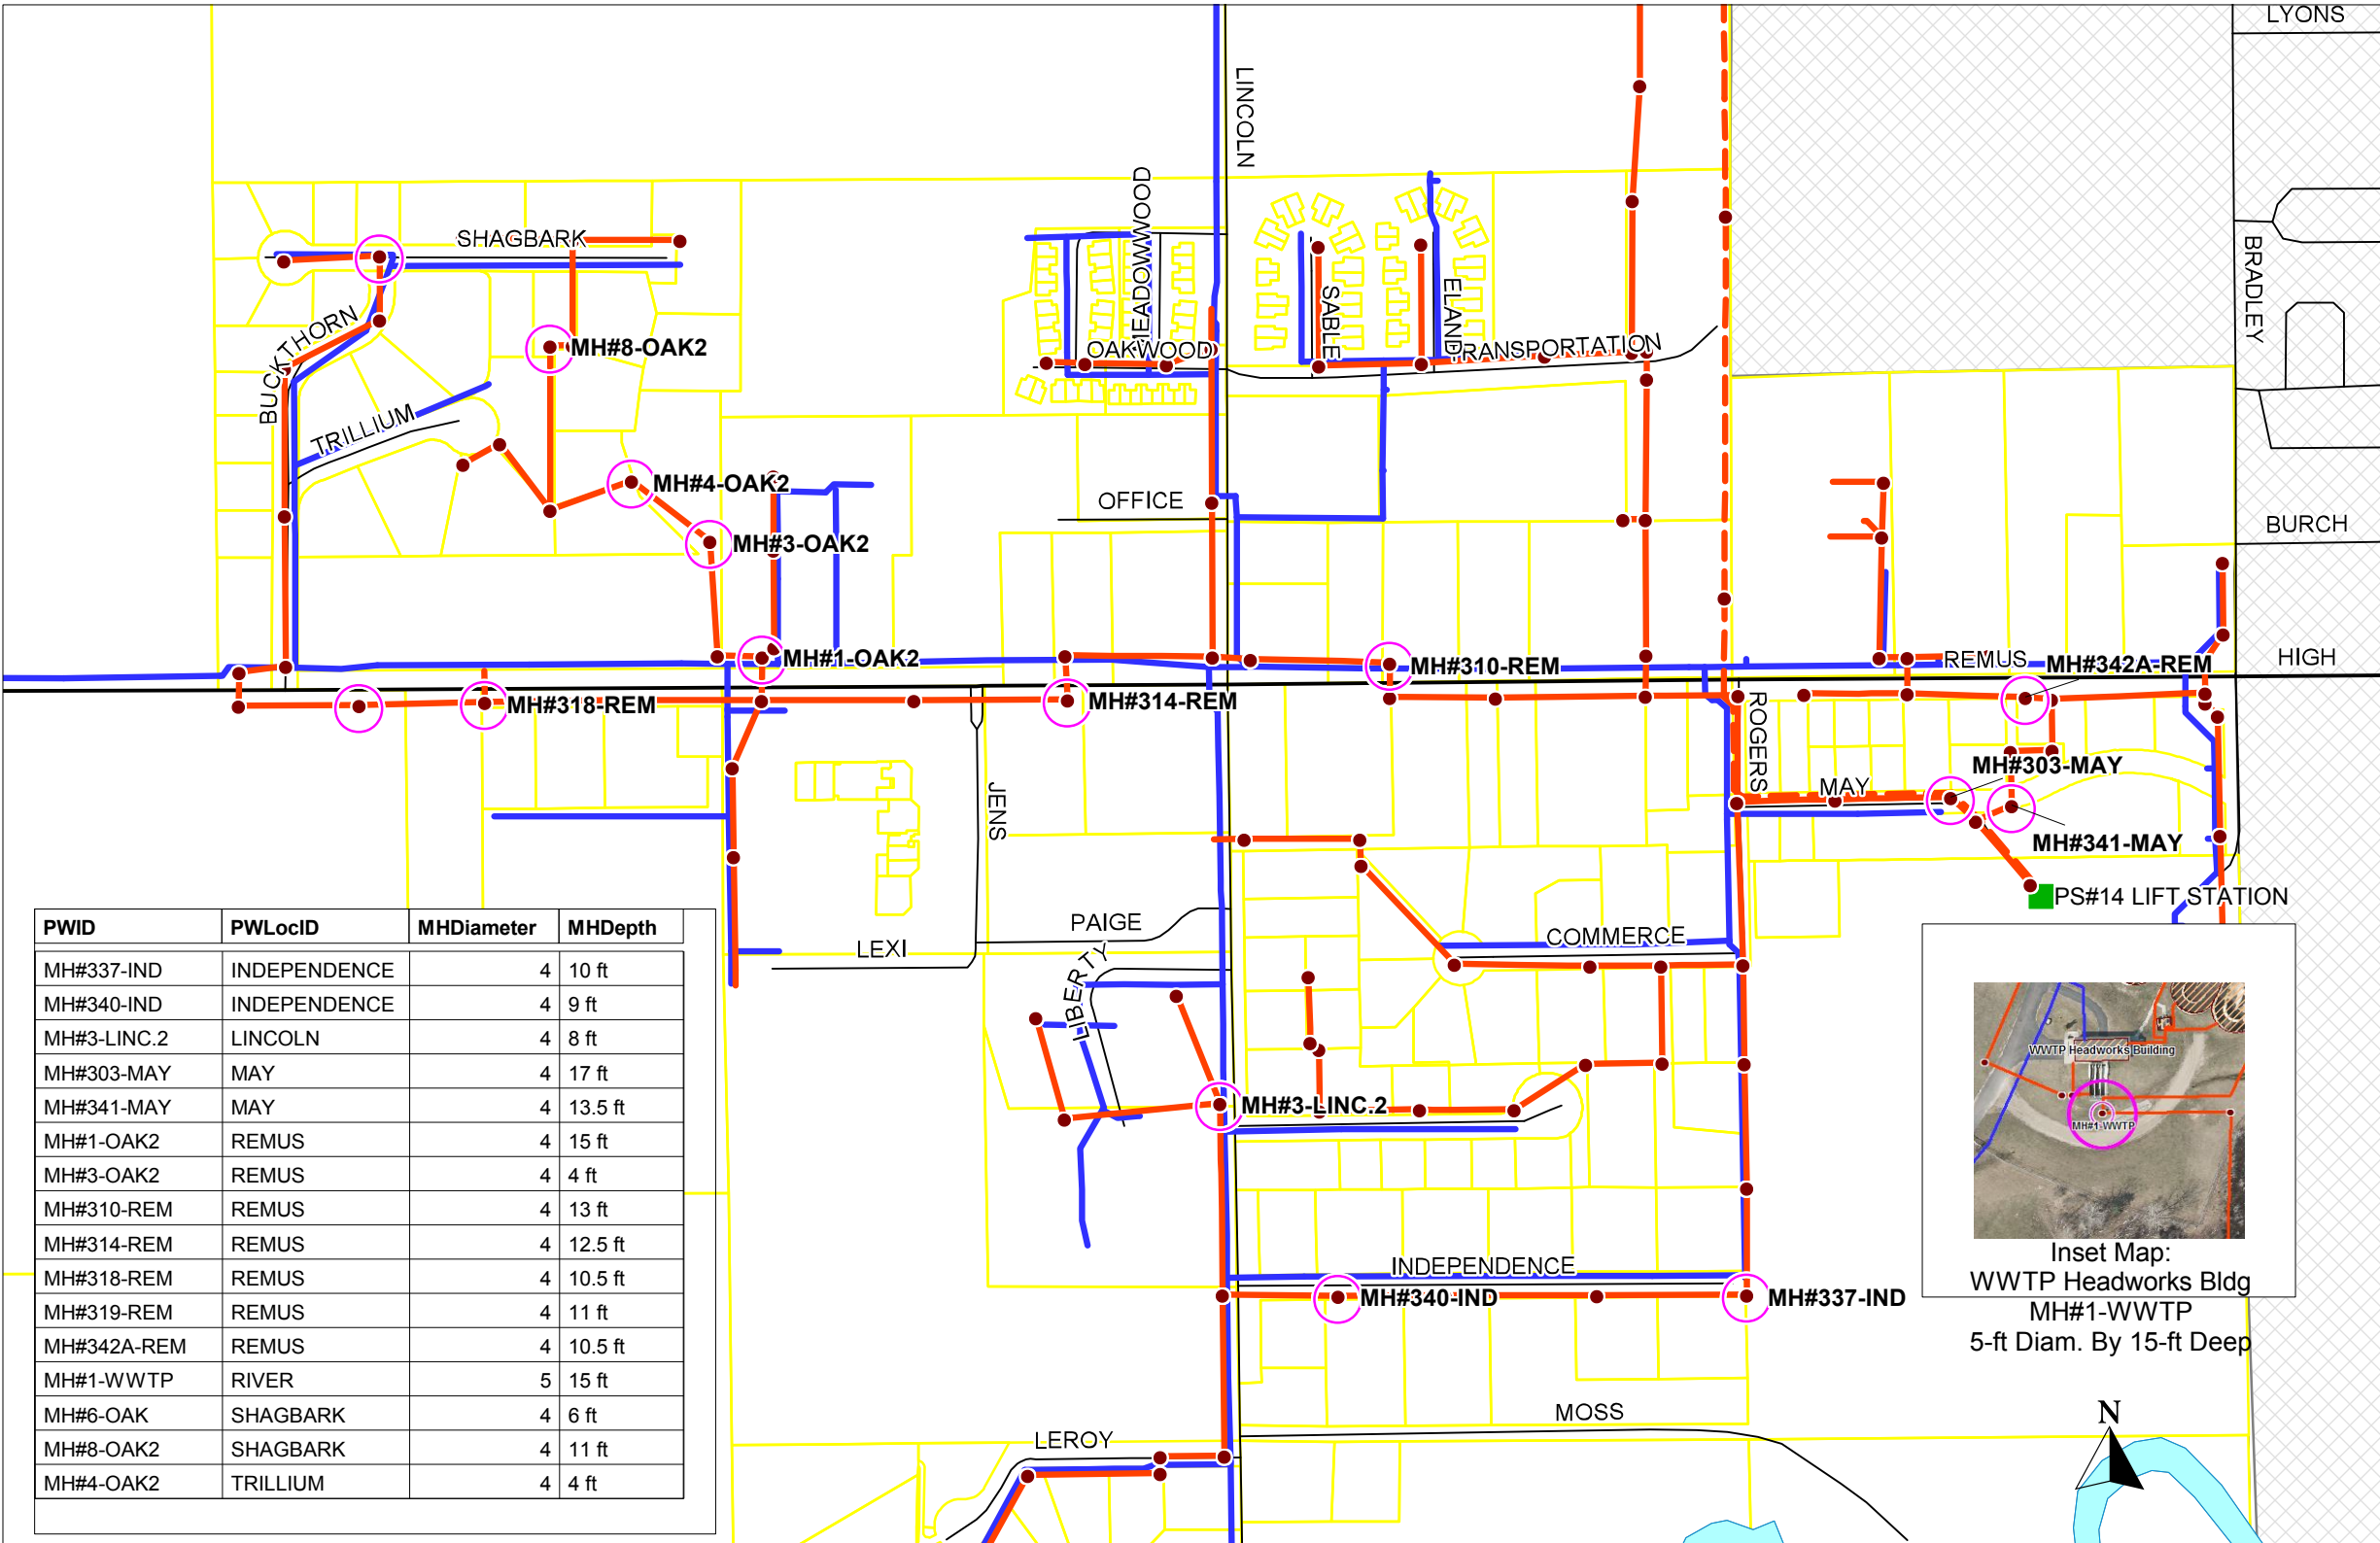 LYONS
LINCOLN
SHAGBARK
MEADOWWOOD
BRADLEY
BUCKTHORN
SABLE
ELAND
MH#8-OAK2
OAKWOOD
TRANSPORTATION
TRILLIUM
MH#4-OAK2
OFFICE
BURCH
MH#3-OAK2
MH#1-OAK2
MH#310-REM
REMUS
MH#342A-REM
HIGH
MH#318-REM
MH#314-REM
ROGERS
MH#303-MAY
MAY
JENS
MH#341-MAY
PS#14 LIFT STATION
PAIGE
LEXI
COMMERCE
LIBERTY
MH#3-LINC.2
INDEPENDENCE
MH#340-IND
MH#337-IND
MOSS
LEROY
PWID PWLocID MHDiameter MHDepth
MH#337-IND INDEPENDENCE 4 10 ft
MH#340-IND INDEPENDENCE 4 9 ft
MH#3-LINC.2 LINCOLN 4 8 ft
MH#303-MAY MAY 4 17 ft
MH#341-MAY MAY 4 13.5 ft
MH#1-OAK2 REMUS 4 15 ft
MH#3-OAK2 REMUS 4 4 ft
MH#310-REM REMUS 4 13 ft
MH#314-REM REMUS 4 12.5 ft
MH#318-REM REMUS 4 10.5 ft
MH#319-REM REMUS 4 11 ft
MH#342A-REM REMUS 4 10.5 ft
MH#1-WWTP RIVER 5 15 ft
MH#6-OAK SHAGBARK 4 6 ft
MH#8-OAK2 SHAGBARK 4 11 ft
MH#4-OAK2 TRILLIUM 4 4 ft
WWTP Headworks Building
MH#1-WWTP
Inset Map:
WWTP Headworks Bldg
MH#1-WWTP
5-ft Diam. By 15-ft Deep
N